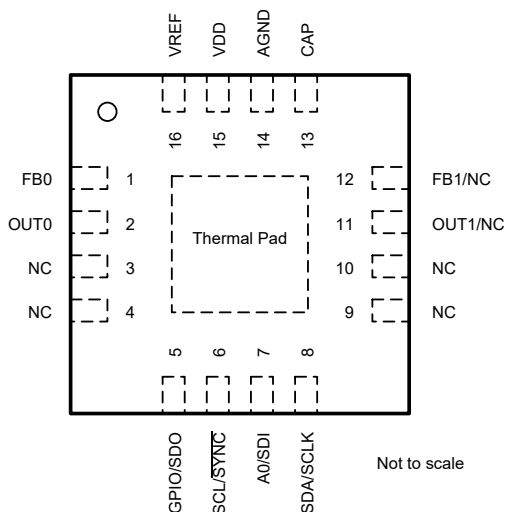 VREF
VDD
AGND
CAP
16
15
14
13
FB0 1
12 FB1/NC
OUT0 2
11 OUT1/NC
Thermal Pad
NC 3
10 NC
NC 4
9 NC
5
6
7
8
GPIO/SDO
SCL/SYNC
A0/SDI
SDA/SCLK
Not to scale